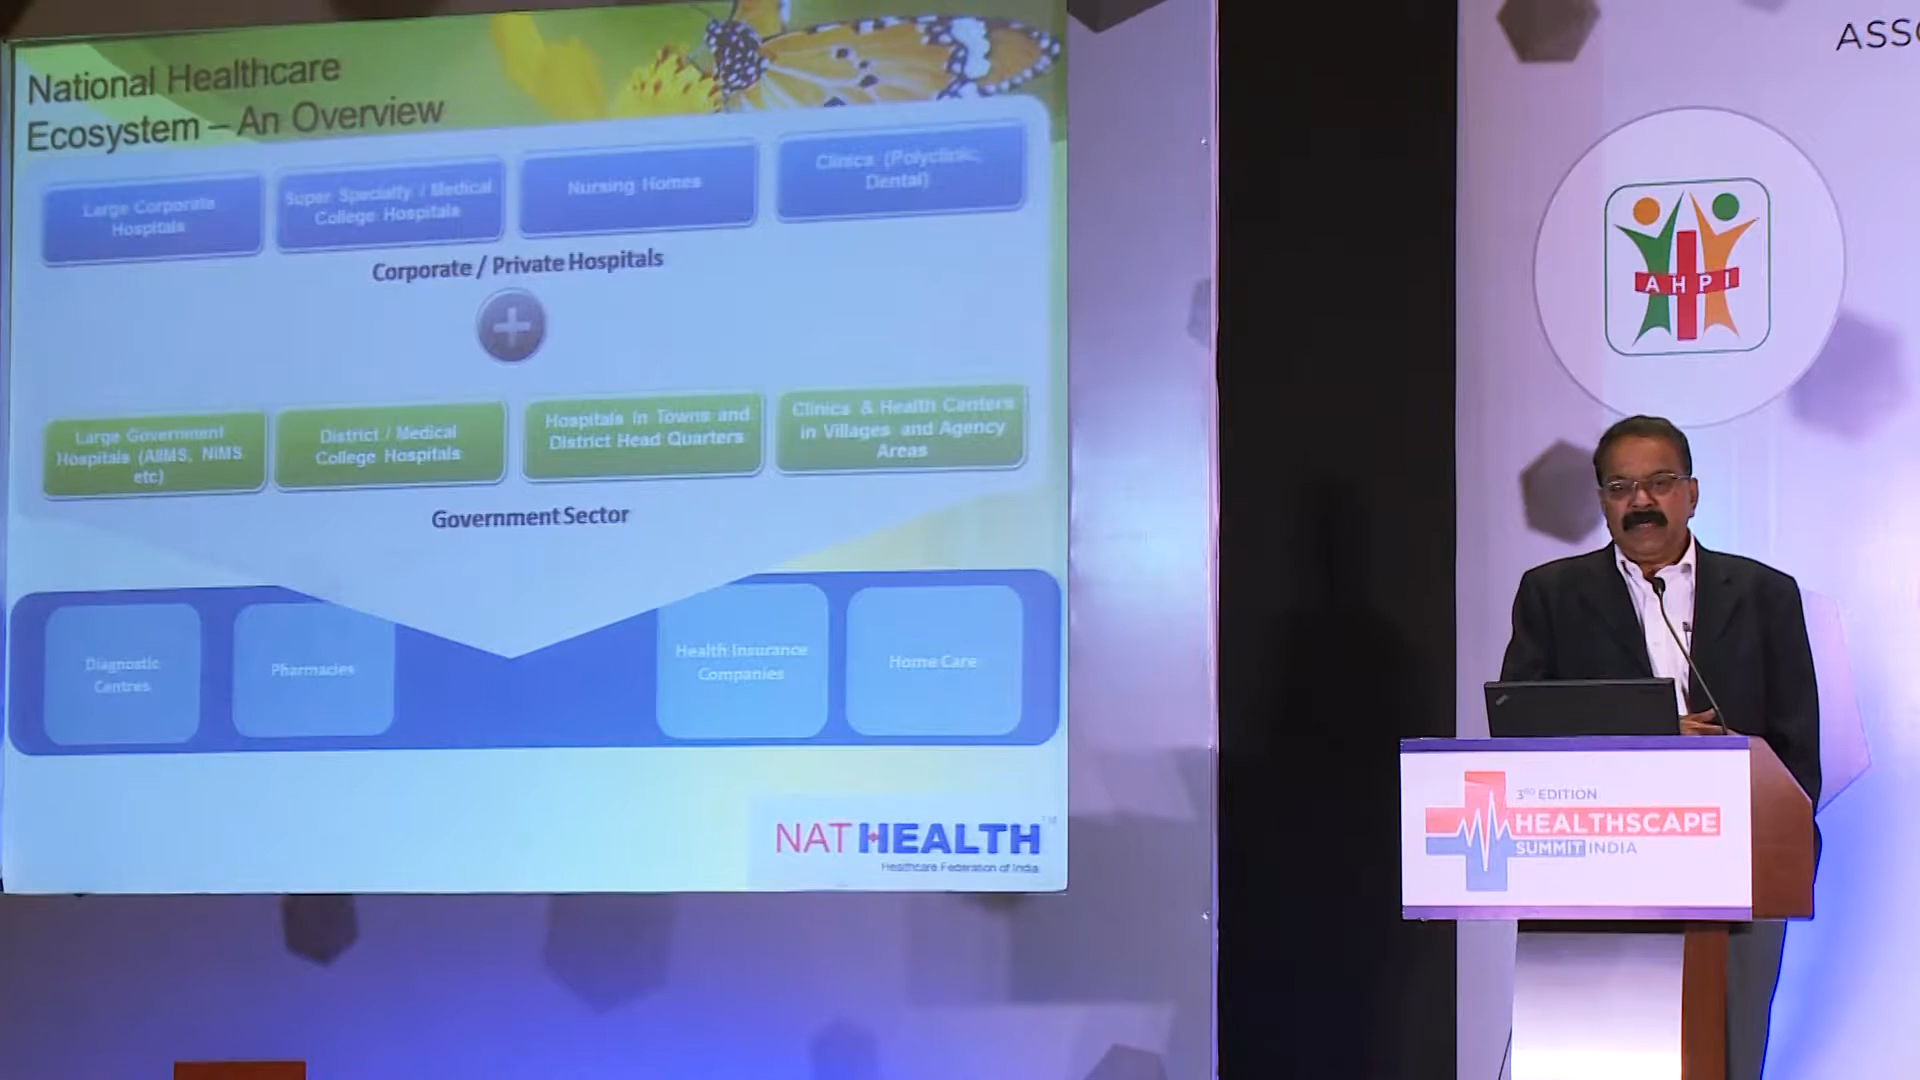 National Healthcare
Ecosystem – An Overview
Large Corporate
Hospitals
Super Specialty / Medical
College Hospitals
Nursing Homes
Clinics (Polyclinic,
Dental)
Corporate / Private Hospitals
Large Government
Hospitals (AIIMS, NIMS
etc)
District / Medical
College Hospitals
Hospitals in Towns and
District Head Quarters
Clinics & Health Centers
in Villages and Agency
Areas
Government Sector
Diagnostic
Centres
Pharmacies
Health Insurance
Companies
Home Care
NATHEALTH™
Healthcare Federation of India
AHPI
3RD EDITION
HEALTHSCAPE
SUMMIT INDIA